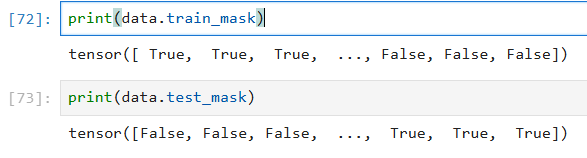 [72]: print(data.train_mask)
tensor([ True,  True,  True,  ..., False, False, False])
[73]: print(data.test_mask)
tensor([False, False, False,  ...,  True,  True,  True])